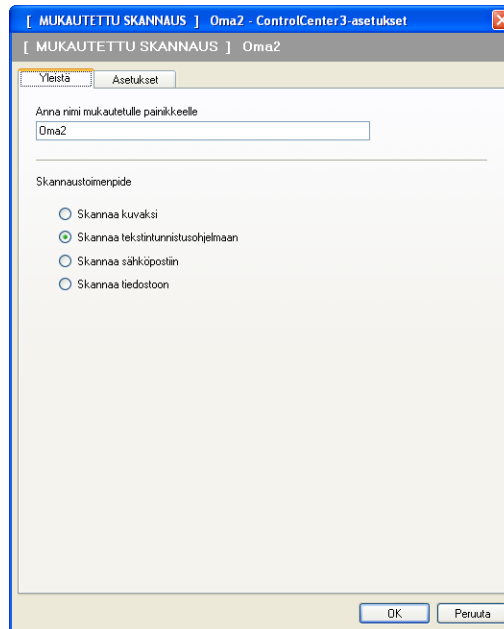 [ MUKAUTETTU SKANNAUS ] Oma2 - ControlCenter3-asetukset
[ MUKAUTETTU SKANNAUS ] Oma2
Yleistä Asetukset
Anna nimi mukautetulle painikkeelle
Oma2
Skannaustoimenpide
Skannaa kuvaksi
Skannaa tekstintunnistusohjelmaan
Skannaa sähköpostiin
Skannaa tiedostoon
OK Peruuta